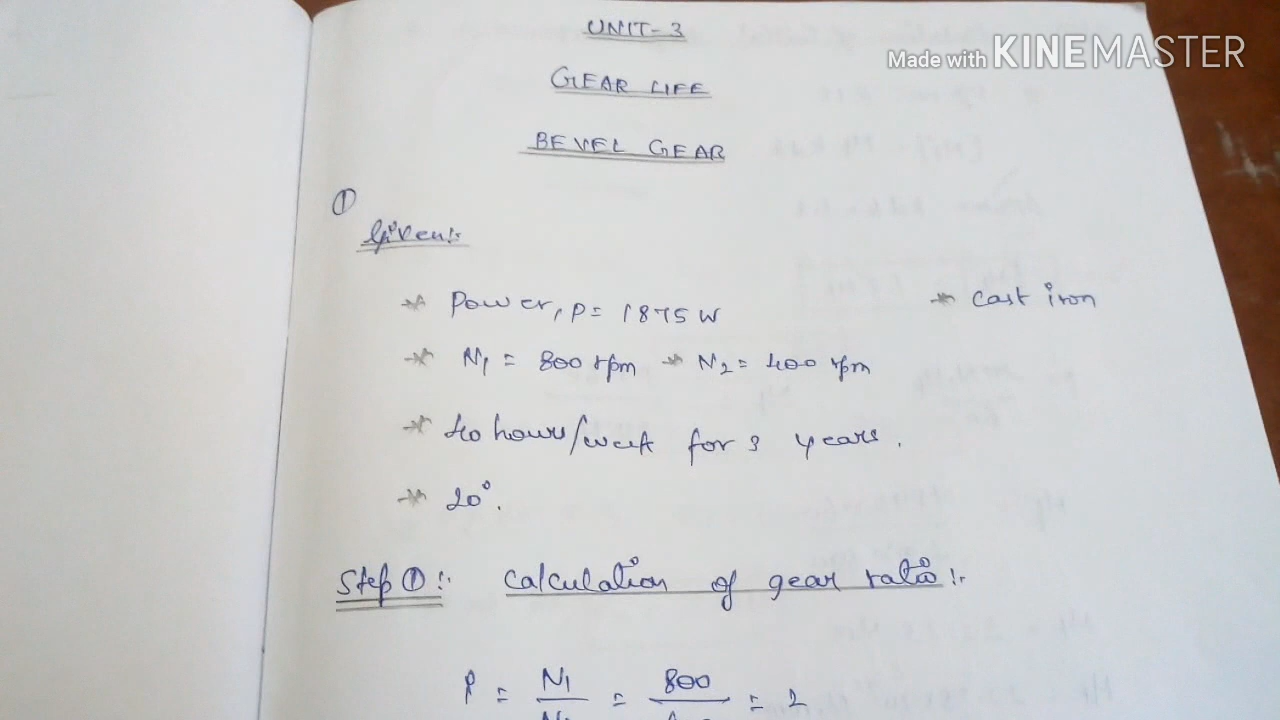 UNIT-3
Made with KINEMASTER
GEAR LIFE
BEVEL GEAR
①
Given:-
* Power, P = 1875 W * Cast iron
* N1 = 800 rpm * N2 = 400 rpm
* 40 hours/week for 3 years.
* 20°.
Step ①:- Calculation of gear ratio:-
i = N1 = 800 = 2